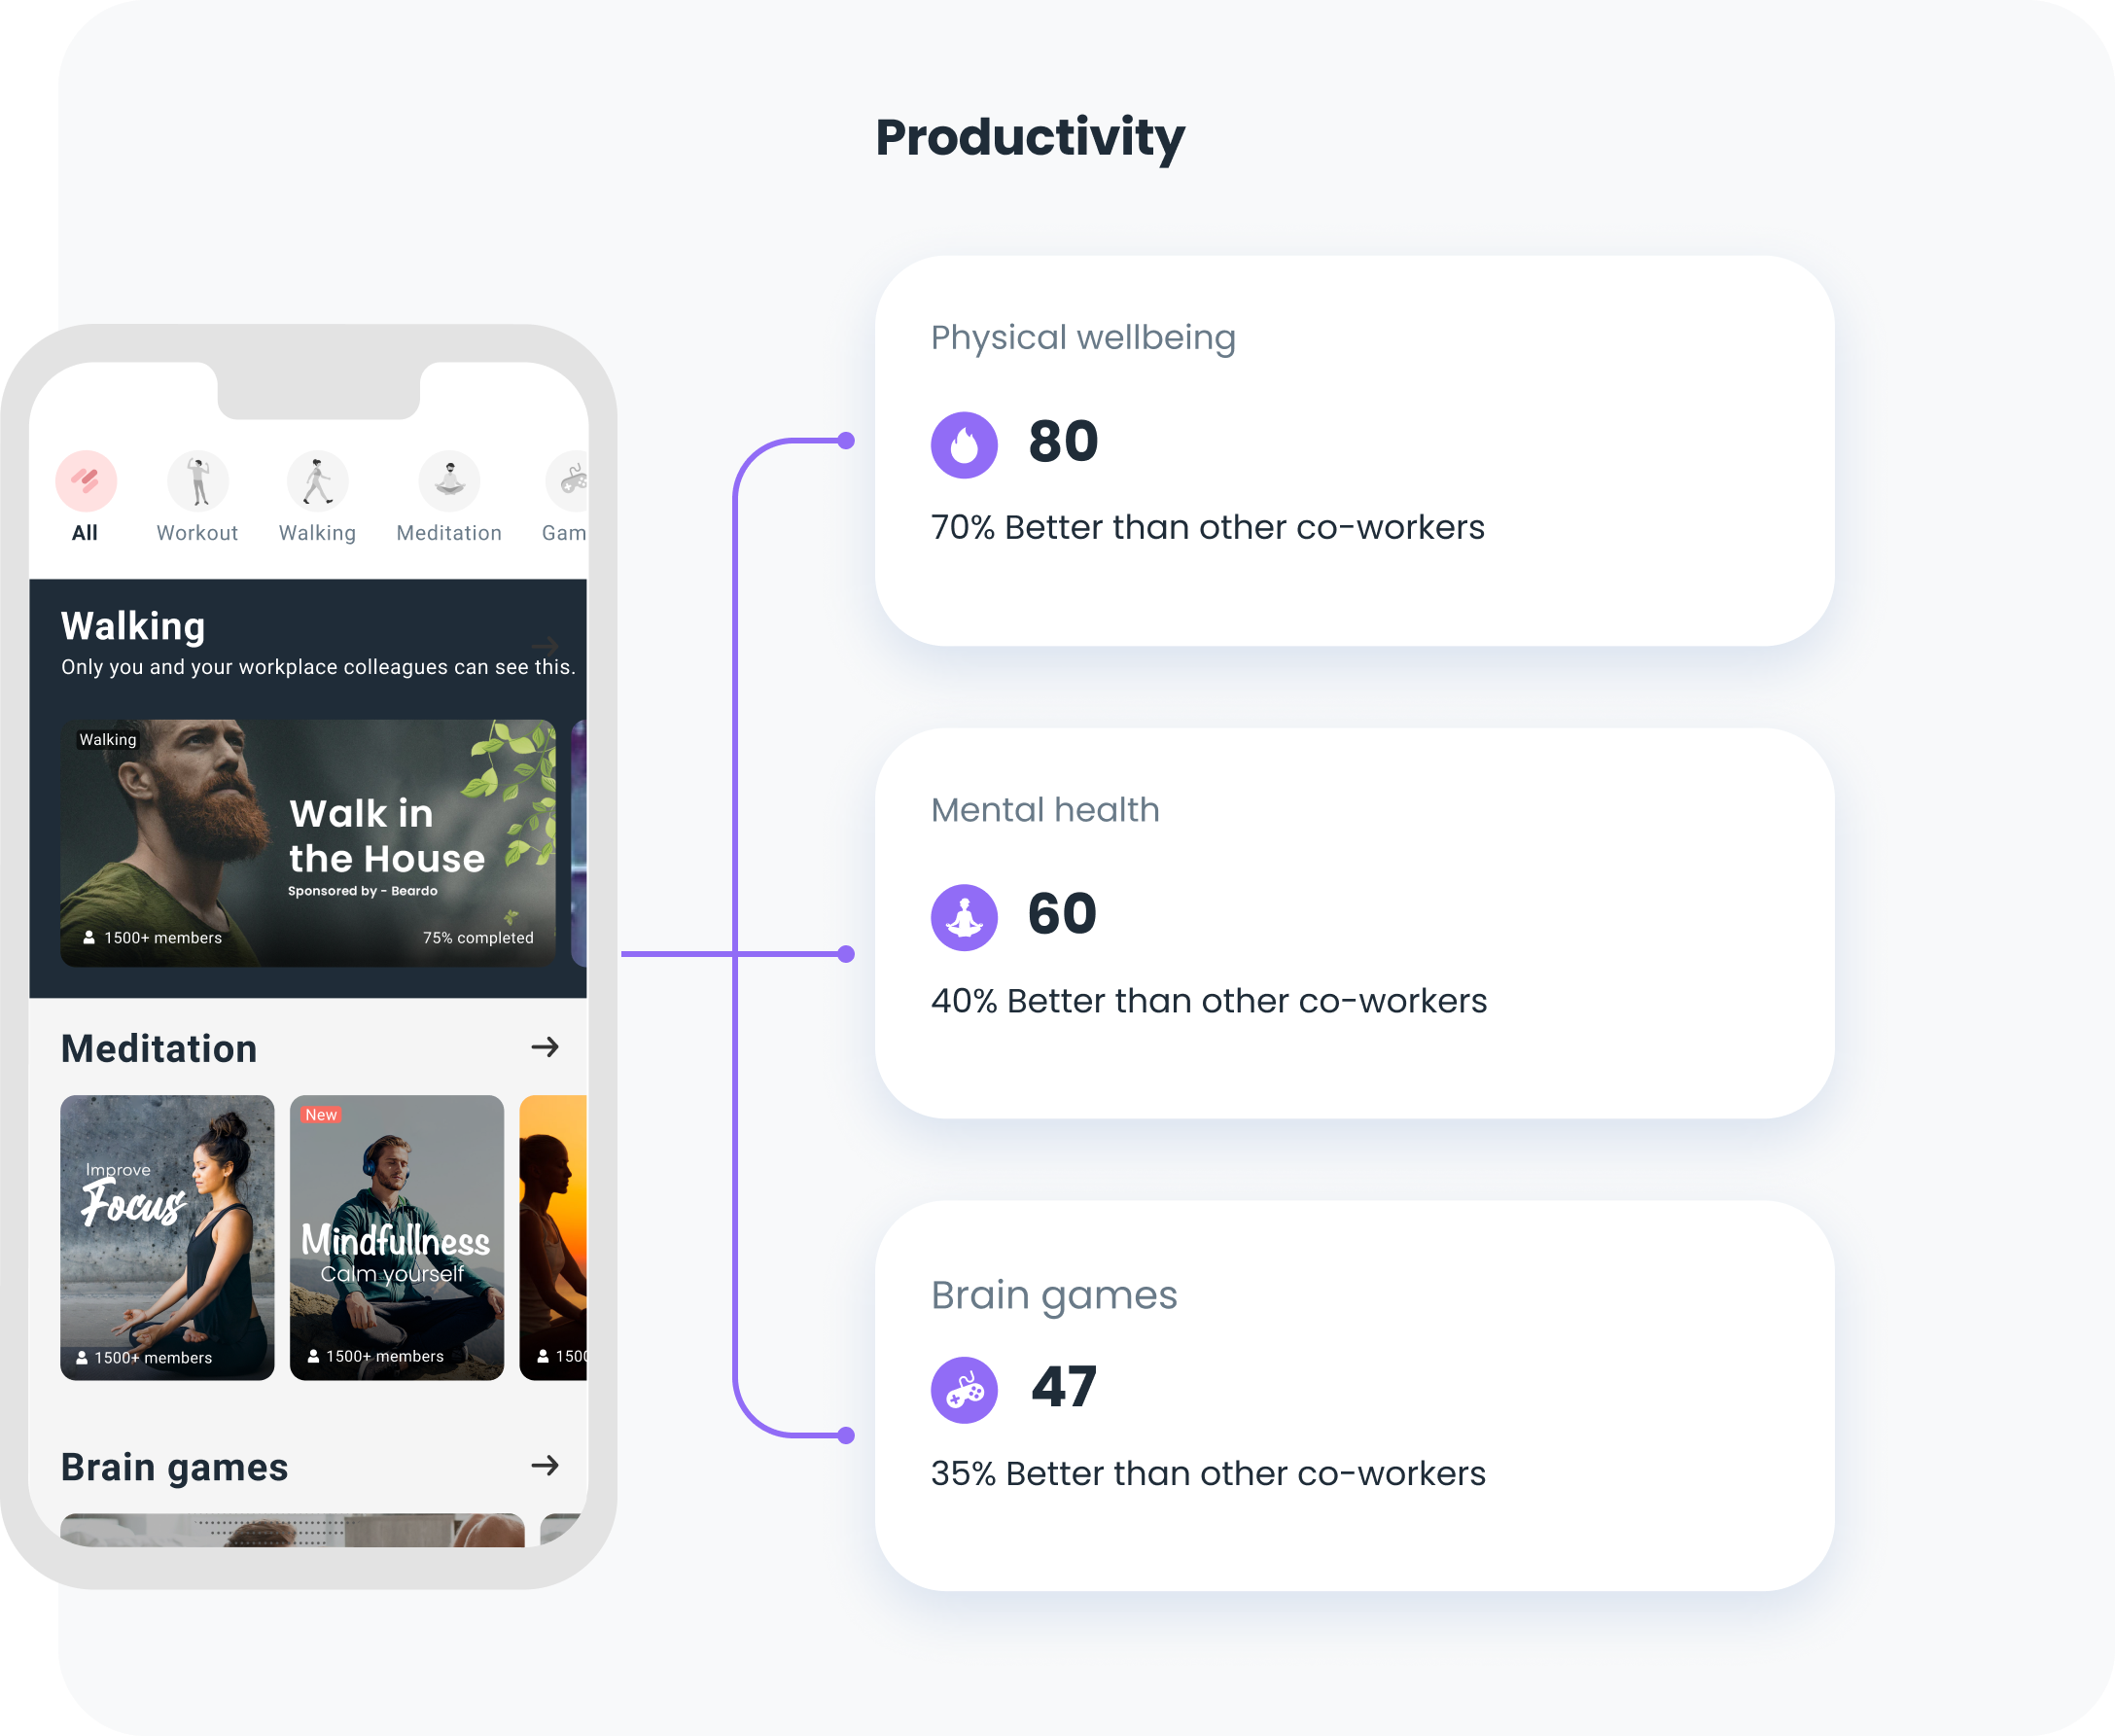 Productivity
Physical wellbeing
80
70% Better than other co-workers
Mental health
60
40% Better than other co-workers
Brain games
47
35% Better than other co-workers
All
Workout
Walking
Meditation
Gam
Walking
Only you and your workplace colleagues can see this.
Walking
Walk in
the House
Sponsored by - Beardo
1500+ members
75% completed
Meditation
Improve
Focus
1500+ members
New
Mindfullness
Calm yourself
1500+ members
150
Brain games